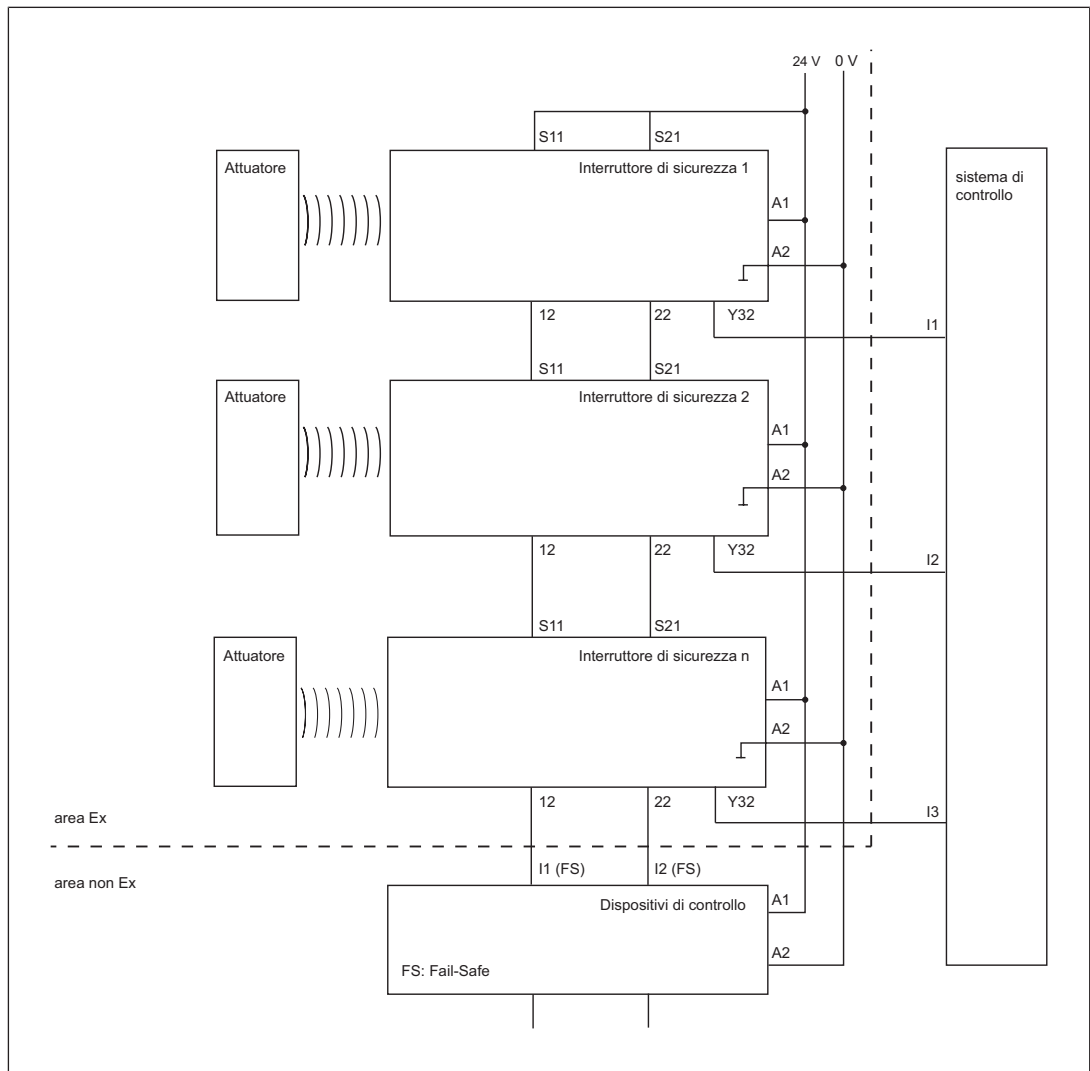 24 V 0 V
S11 S21
Attuatore
Interruttore di sicurezza 1
sistema di
controllo
A1
A2
12 22 Y32
I1
S11 S21
Attuatore
Interruttore di sicurezza 2
A1
A2
12 22 Y32
I2
S11 S21
Attuatore
Interruttore di sicurezza n
A1
A2
12 22 Y32
I3
area Ex
area non Ex
I1 (FS) I2 (FS)
Dispositivi di controllo
A1
A2
FS: Fail-Safe